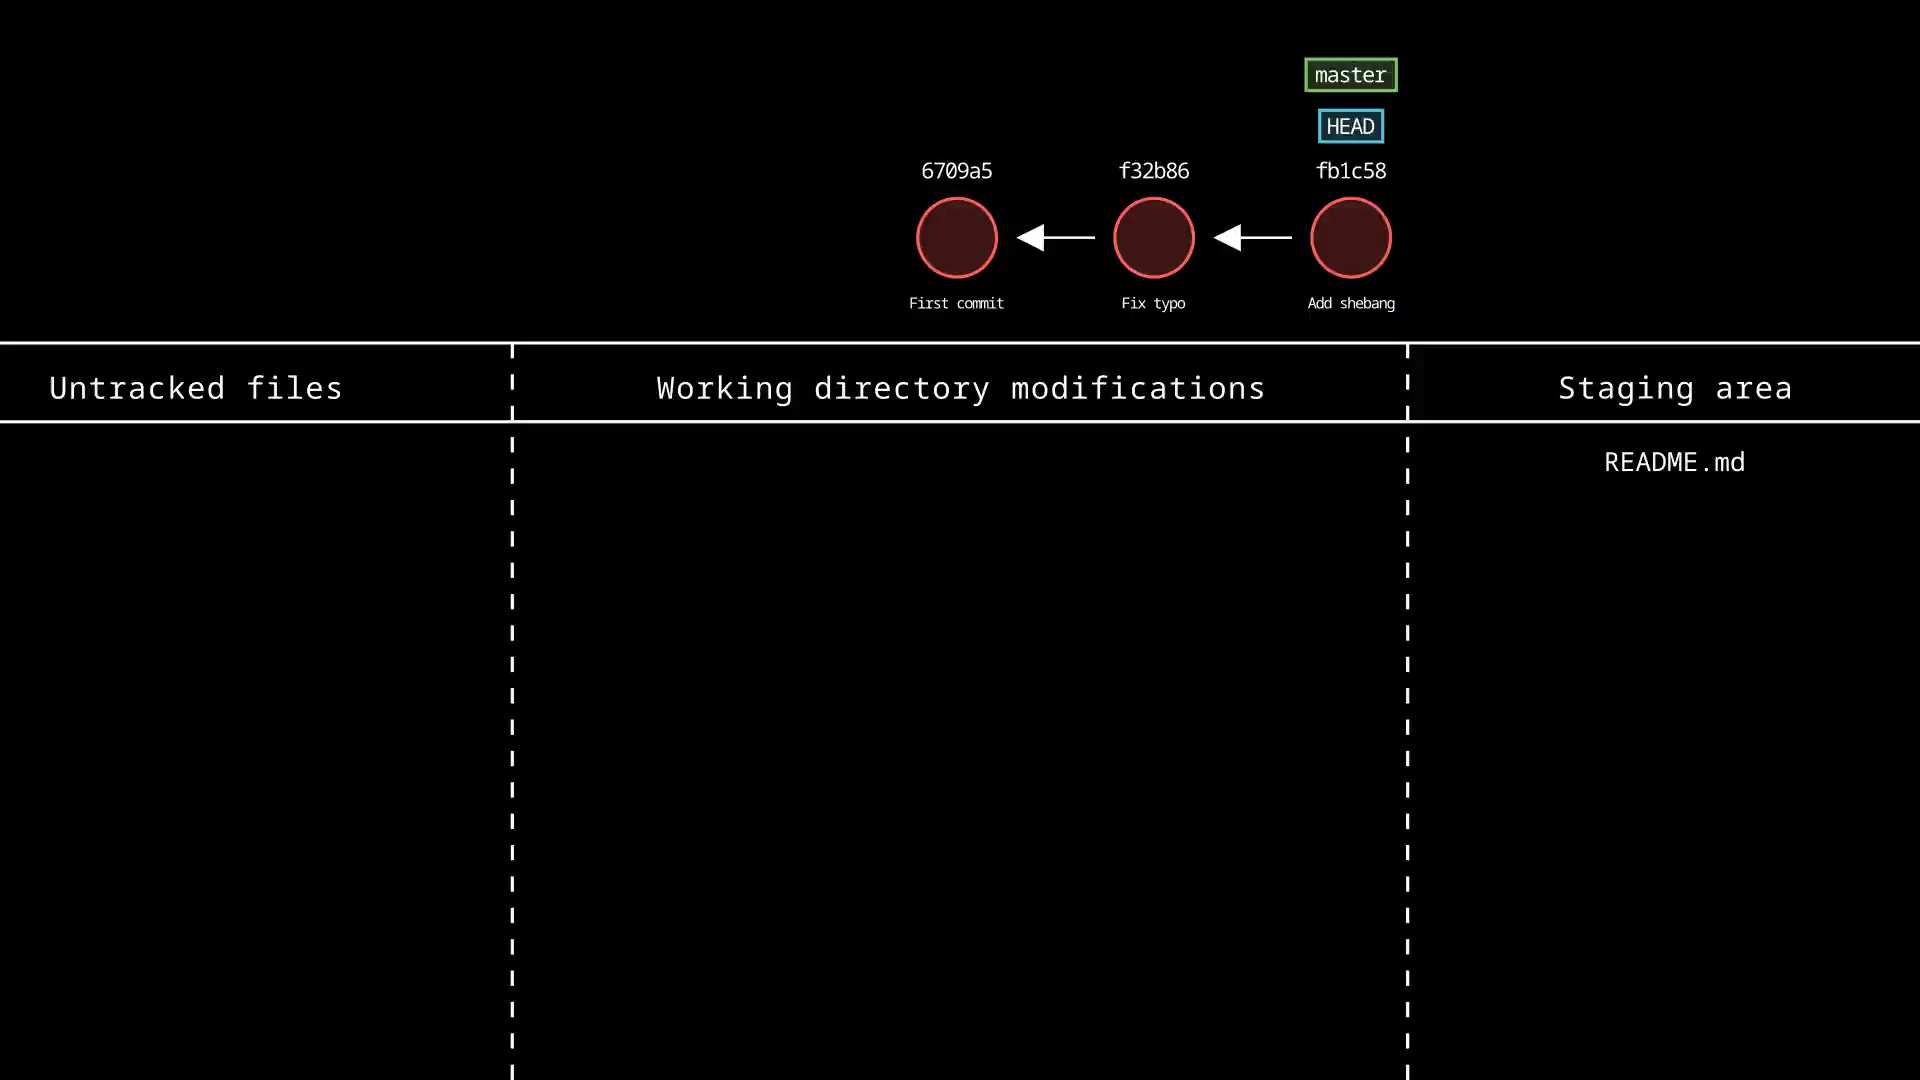 master
HEAD
6709a5 f32b86 fb1c58
First commit Fix typo Add shebang
Untracked files Working directory modifications Staging area
README.md